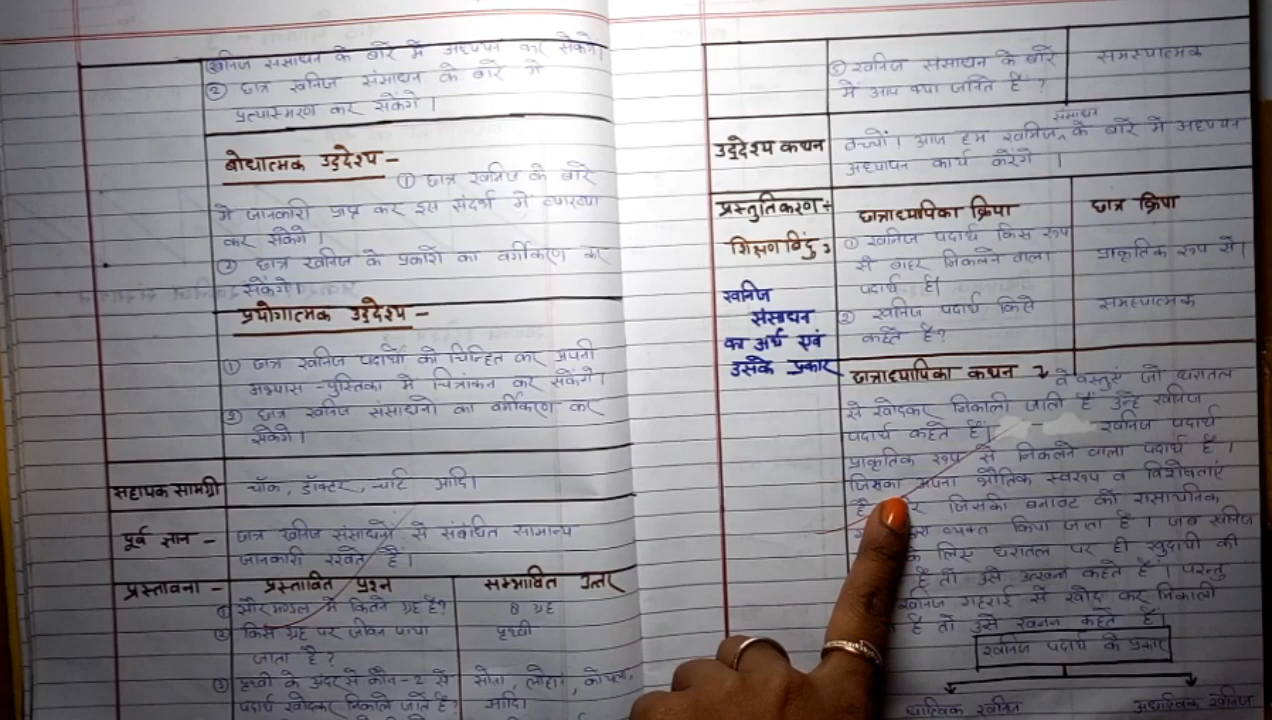 खनिज संसाधन के बारे में अध्ययन कर सकेंगे।
② छात्र खनिज संसाधन के बारे में
प्रत्यास्मरण कर सकेंगे।
बोधात्मक उद्देश्य -
① छात्र खनिज के बारे
में जानकारी प्राप्त कर इस संदर्भ में व्याख्या
कर सकेंगे।
② छात्र खनिज के प्रकारों का वर्गीकरण कर
सकेंगे।
प्रयोगात्मक उद्देश्य -
① छात्र खनिज पदार्थों को चिन्हित कर अपनी
अभ्यास -पुस्तिका में चित्रांकन कर सकेंगे।
② छात्र खनिज संसाधनों का वर्गीकरण कर
सकेंगे।
सहायक सामग्री चॉक, डॉक्टर, चार्ट आदि।
पूर्व ज्ञान - छात्र खनिज संसाधनों से संबंधित सामान्य
जानकारी रखते है।
प्रस्तावना - प्रस्तावित प्रश्न सम्भावित उत्तर
① सौर मण्डल में कितने ग्रह है? 8 ग्रह
② किस ग्रह पर जीवन पाया पृथ्वी
जाता है?
③ पृथ्वी के अंदर से कौन-2 से सोना, लोहा, कोयला,
पदार्थ खोदकर निकाले जाते है? आदि।
⑤ खनिज संसाधन के बारे समस्यात्मक
में आप क्या जानते है?
उद्देश्य कथन बच्चों। आज हम खनिज संसाधन के बारे में अध्ययन
अध्यापन कार्य करेंगे।
प्रस्तुतिकरण÷ छात्राध्यापिका क्रिया छात्र क्रिया
शिक्षण बिंदु : ① खनिज पदार्थ किस रूप प्राकृतिक रूप से।
से बाहर निकलने वाला
पदार्थ है।
खनिज ② खनिज पदार्थ किसे समस्यात्मक
संसाधन कहते है?
का अर्थ एवं
उसके प्रकार
छात्राध्यापिका कथन वे वस्तुएं जो धरातल
से खोदकर निकाली जाती हैं उन्हें खनिज
पदार्थ कहते हैं। खनिज पदार्थ
प्राकृतिक रूप से निकलने वाला पदार्थ है।
जिसका अपना भौतिक स्वरूप व विशेषताएं
जिसकी बनावट को रासायनिक
व्यक्त किया जाता है। जब खनिज
के लिए धरातल पर ही खुदायी की
है तो उसे उत्खनन कहते है। परन्तु
खनिज गहराई से खोद कर निकाली
है तो उसे खनन कहते है।
खनिज पदार्थ के प्रकार
धात्विक खनिज अधात्विक खनिज